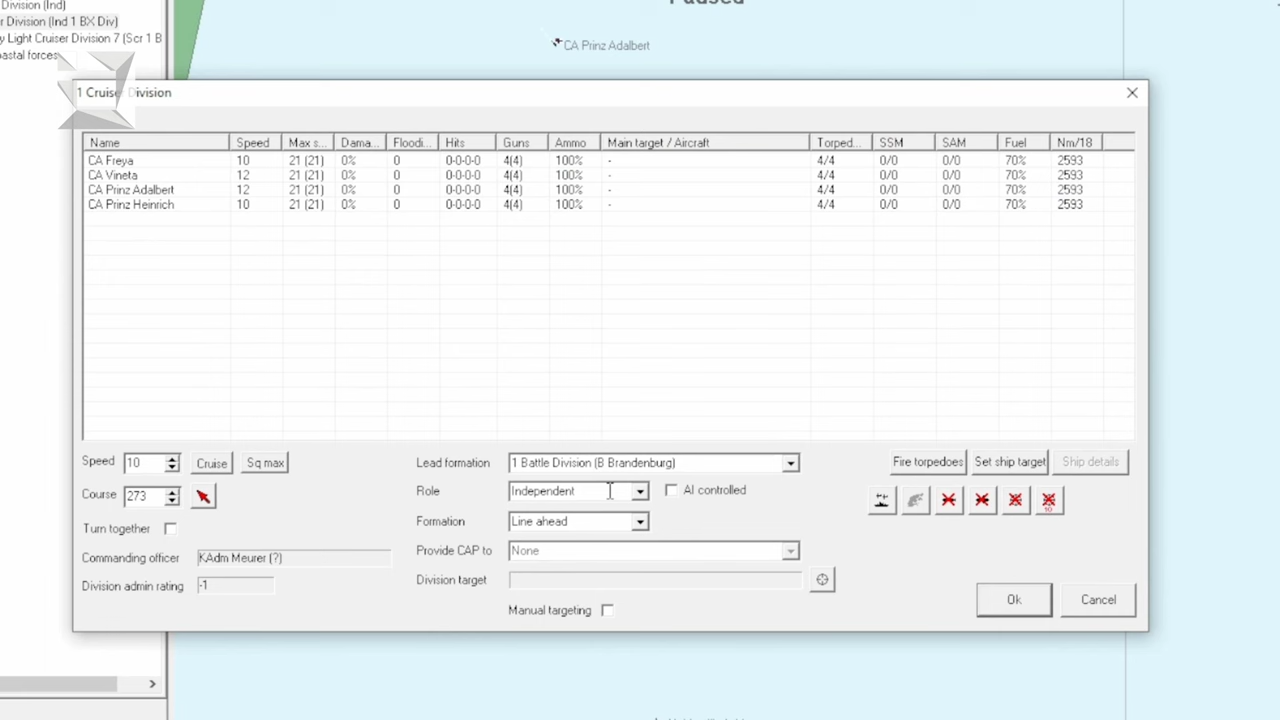 Division (Ind)
r Division (Ind 1 BX Div)
y Light Cruiser Division 7 (Scr 1 B
oastal forces
Paused
CA Prinz Adalbert
1 Cruiser Division
Name Speed Max s... Dama... Floodi... Hits Guns Ammo Main target / Aircraft Torped... SSM SAM Fuel Nm/18
CA Freya 10 21 (21) 0% 0 0-0-0-0 4(4) 100% - 4/4 0/0 0/0 70% 2593
CA Vineta 12 21 (21) 0% 0 0-0-0-0 4(4) 100% - 4/4 0/0 0/0 70% 2593
CA Prinz Adalbert 12 21 (21) 0% 0 0-0-0-0 4(4) 100% - 4/4 0/0 0/0 70% 2593
CA Prinz Heinrich 10 21 (21) 0% 0 0-0-0-0 4(4) 100% - 4/4 0/0 0/0 70% 2593
Speed 10 Cruise Sq max Lead formation 1 Battle Division (B Brandenburg) Fire torpedoes Set ship target Ship details
Course 273 Role Independent AI controlled
Turn together Formation Line ahead
Commanding officer KAdm Meurer (?) Provide CAP to None
Division admin rating -1 Division target
Manual targeting
Ok Cancel